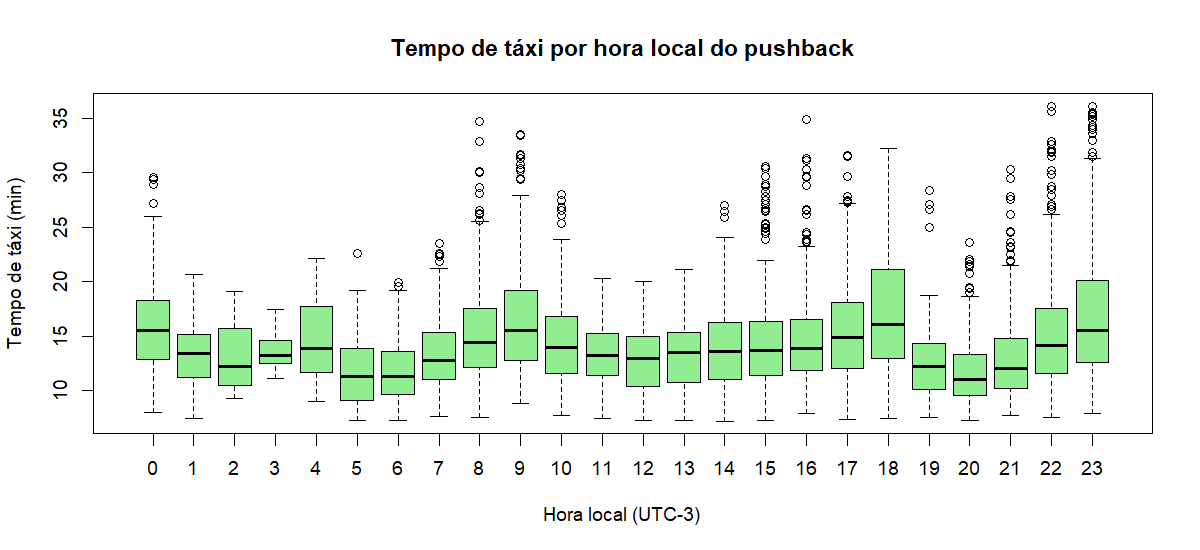 Tempo de táxi por hora local do pushback
Tempo de táxi (min)
35
30
25
20
15
10
0 1 2 3 4 5 6 7 8 9 10 11 12 13 14 15 16 17 18 19 20 21 22 23
Hora local (UTC-3)